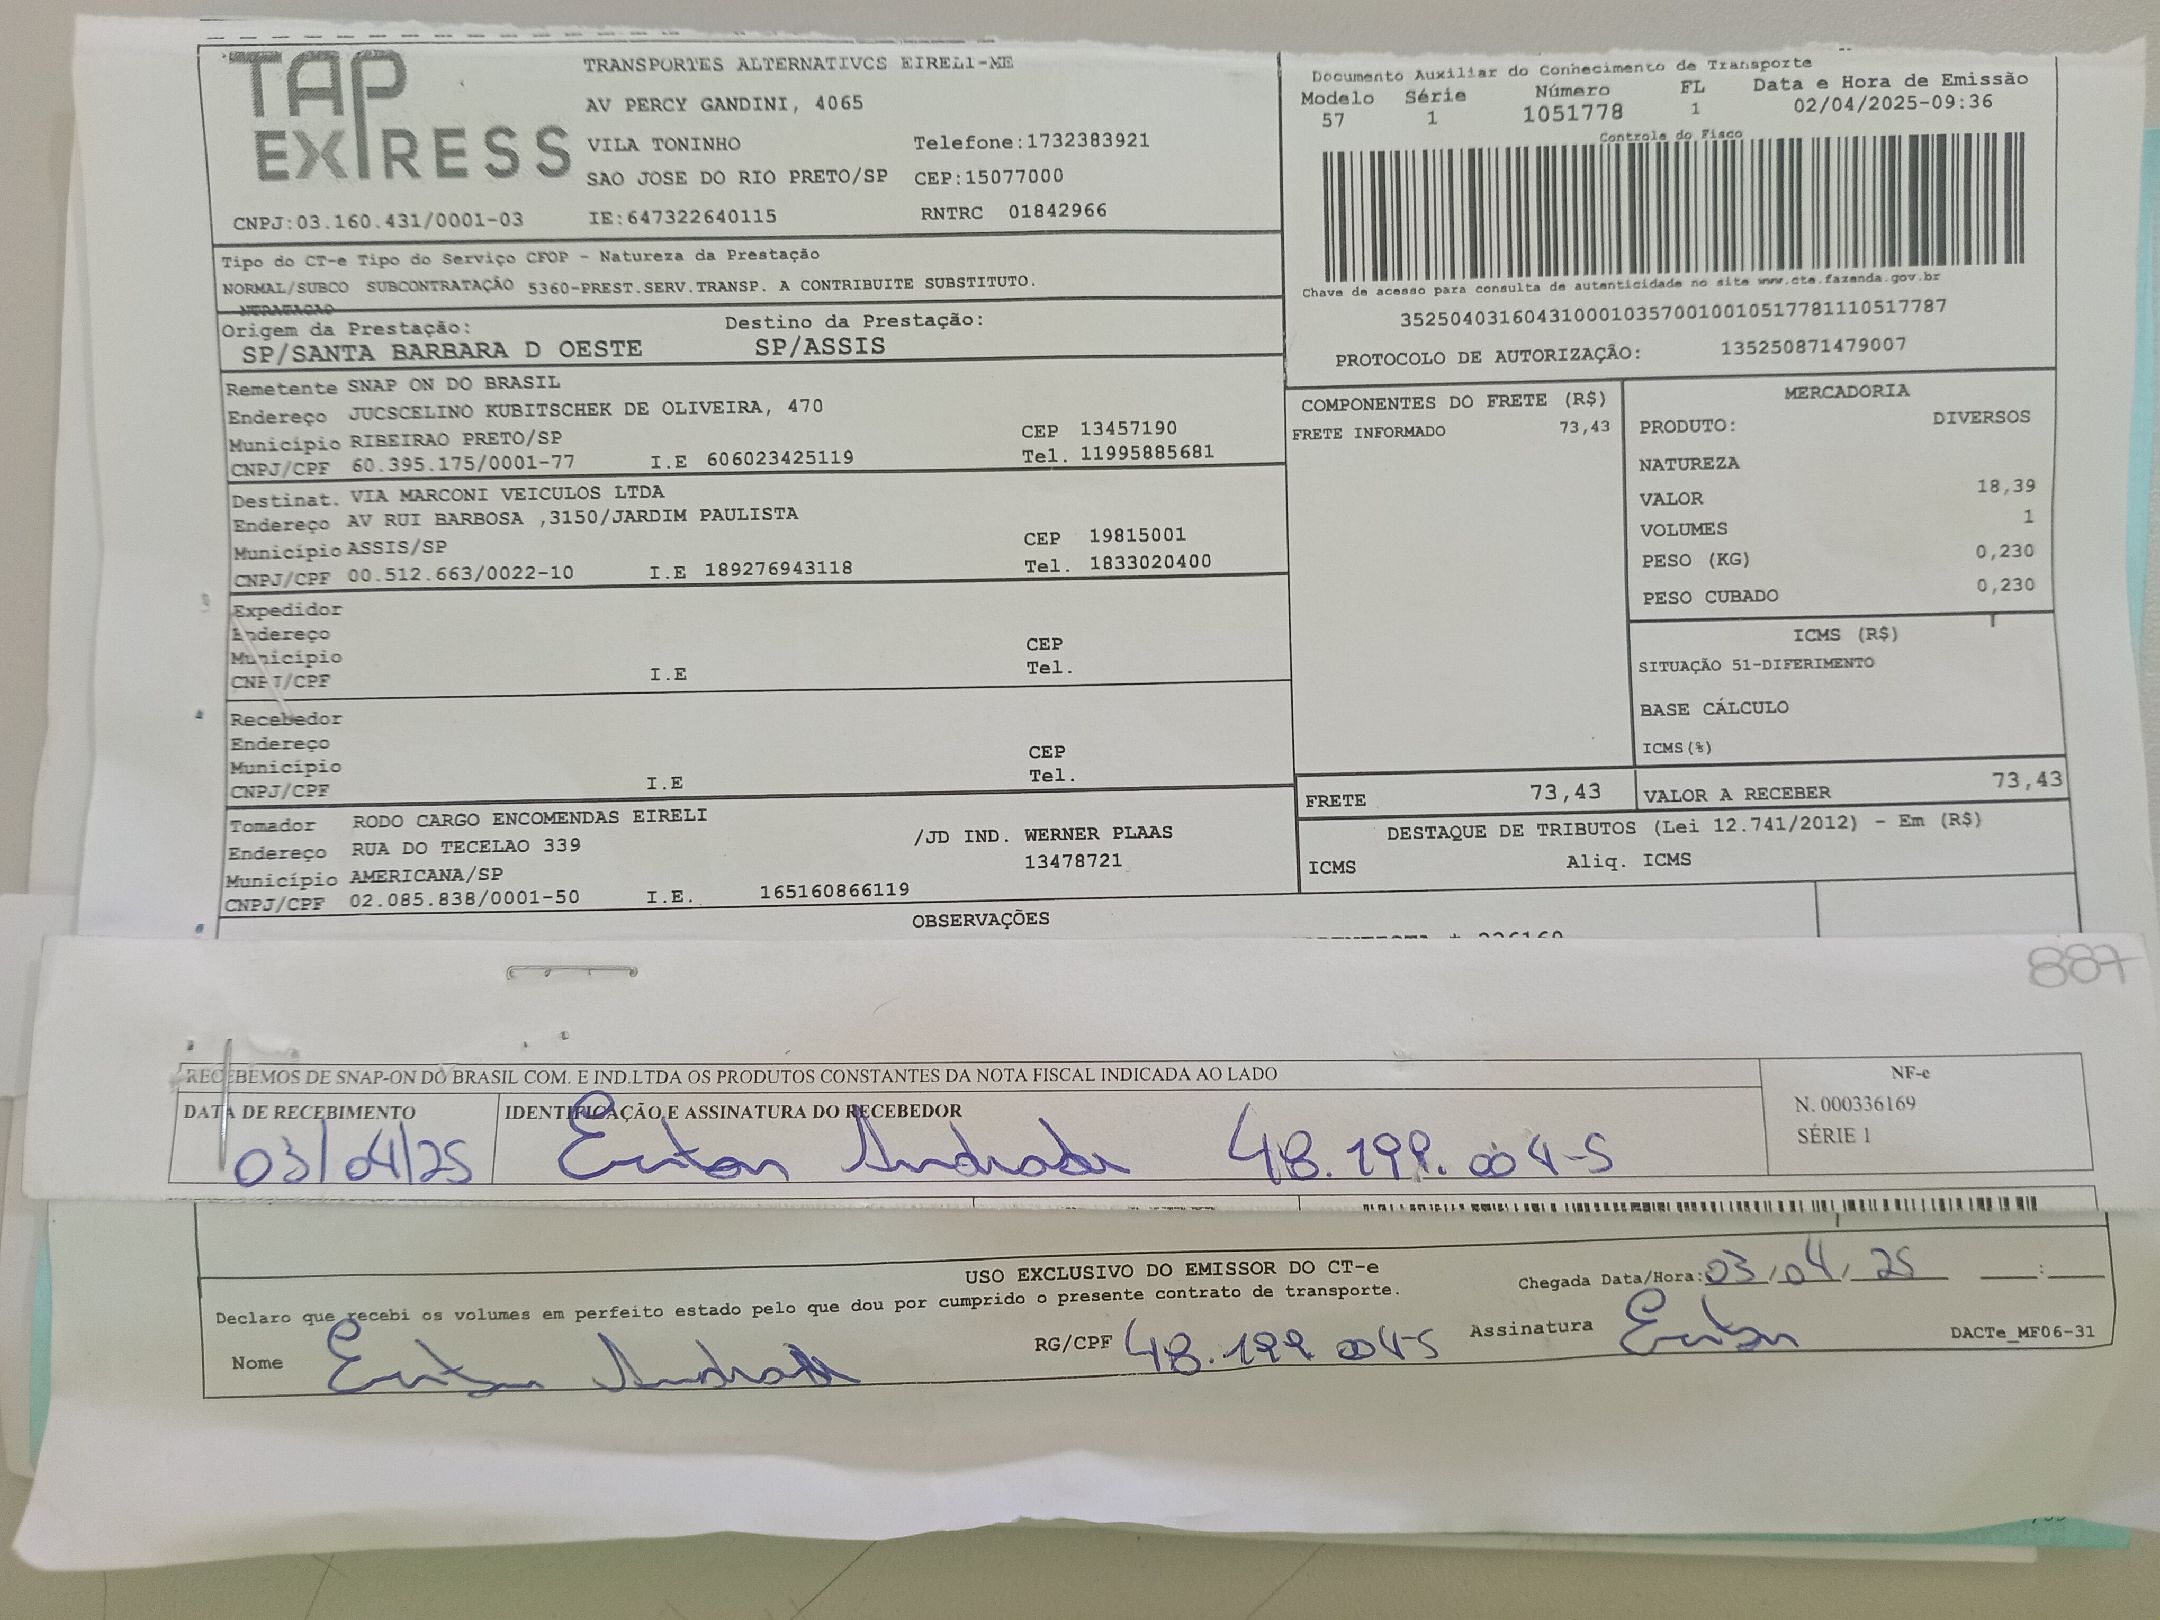 TAP EXPRESS
TRANSPORTES ALTERNATIVOS EIRELI-ME
AV PERCY GANDINI, 4065
VILA TONINHO Telefone:1732383921
SAO JOSE DO RIO PRETO/SP CEP:15077000
CNPJ:03.160.431/0001-03 IE:647322640115 RNTRC 01842966
Documento Auxiliar do Conhecimento de Transporte
Modelo Série Número FL Data e Hora de Emissão
57 1 1051778 1 02/04/2025-09:36
Controle do Fisco
Chave de acesso para consulta de autenticidade no site www.cte.fazenda.gov.br
35250403160431000103570010010517781110517787
PROTOCOLO DE AUTORIZAÇÃO: 135250871479007
Tipo do CT-e Tipo do Serviço CFOP - Natureza da Prestação
NORMAL/SUBCO SUBCONTRATAÇÃO 5360-PREST.SERV.TRANSP. A CONTRIBUITE SUBSTITUTO.
NTRATAÇÃO
Origem da Prestação: Destino da Prestação:
SP/SANTA BARBARA D OESTE SP/ASSIS
Remetente SNAP ON DO BRASIL
Endereço JUCSCELINO KUBITSCHEK DE OLIVEIRA, 470
Município RIBEIRAO PRETO/SP CEP 13457190
CNPJ/CPF 60.395.175/0001-77 I.E 606023425119 Tel. 11995885681
Destinat. VIA MARCONI VEICULOS LTDA
Endereço AV RUI BARBOSA ,3150/JARDIM PAULISTA
Município ASSIS/SP CEP 19815001
CNPJ/CPF 00.512.663/0022-10 I.E 189276943118 Tel. 1833020400
Expedidor
Endereço
Município CEP
CNPJ/CPF I.E Tel.
Recebedor
Endereço
Município CEP
CNPJ/CPF I.E Tel.
Tomador RODO CARGO ENCOMENDAS EIRELI
Endereço RUA DO TECELAO 339 /JD IND. WERNER PLAAS
Município AMERICANA/SP 13478721
CNPJ/CPF 02.085.838/0001-50 I.E. 165160866119
COMPONENTES DO FRETE (R$)
FRETE INFORMADO 73,43
MERCADORIA
PRODUTO: DIVERSOS
NATUREZA
VALOR 18,39
VOLUMES 1
PESO (KG) 0,230
PESO CUBADO 0,230
ICMS (R$)
SITUAÇÃO 51-DIFERIMENTO
BASE CÁLCULO
ICMS(%)
FRETE 73,43 VALOR A RECEBER 73,43
DESTAQUE DE TRIBUTOS (Lei 12.741/2012) - Em (R$)
ICMS Aliq. ICMS
OBSERVAÇÕES
887
RECEBEMOS DE SNAP-ON DO BRASIL COM. E IND.LTDA OS PRODUTOS CONSTANTES DA NOTA FISCAL INDICADA AO LADO
DATA DE RECEBIMENTO IDENTIFICAÇÃO E ASSINATURA DO RECEBEDOR
03/04/25 Andrade 48.199.004-5
NF-e
N. 000336169
SÉRIE 1
USO EXCLUSIVO DO EMISSOR DO CT-e
Chegada Data/Hora: 03/04/25 :
Declaro que recebi os volumes em perfeito estado pelo que dou por cumprido o presente contrato de transporte.
Nome Andrade RG/CPF 48.199 004-5 Assinatura
DACTe_MF06-31